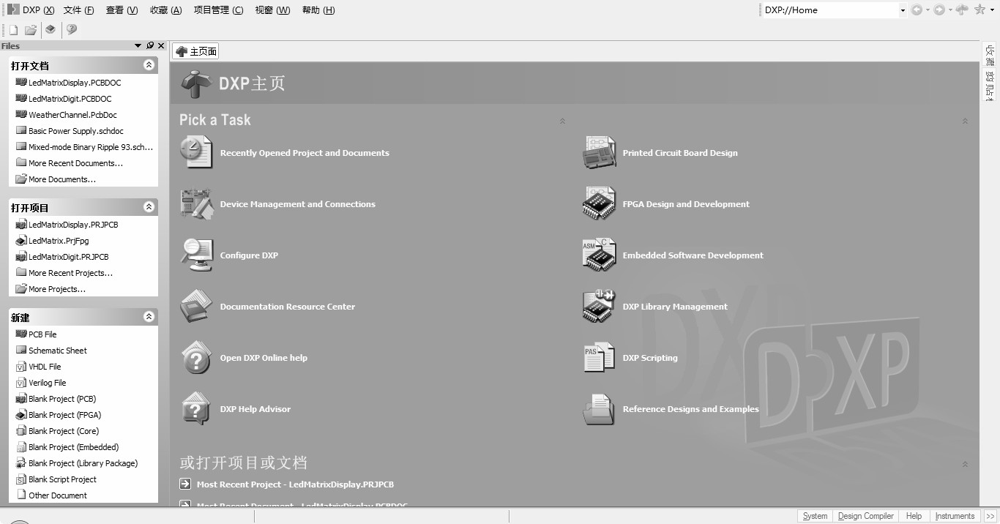 DXP (X) 文件 (F) 查看 (V) 收藏 (A) 项目管理 (C) 视窗 (W) 帮助 (H)
DXP://Home
Files
打开文档
LedMatrixDisplay.PCBDOC
LedMatrixDigit.PCBDOC
WeatherChannel.PcbDoc
Basic Power Supply.schdoc
Mixed-mode Binary Ripple 93.sch...
More Recent Documents...
More Documents...
打开项目
LedMatrixDisplay.PRJPCB
LedMatrix.PrjFpg
LedMatrixDigit.PRJPCB
More Recent Projects...
More Projects...
新建
PCB File
Schematic Sheet
VHDL File
Verilog File
Blank Project (PCB)
Blank Project (FPGA)
Blank Project (Core)
Blank Project (Embedded)
Blank Project (Library Package)
Blank Script Project
Other Document
主页面
DXP主页
Pick a Task
Recently Opened Project and Documents
Device Management and Connections
Configure DXP
Documentation Resource Center
Open DXP Online help
DXP Help Advisor
Printed Circuit Board Design
FPGA Design and Development
ASM C
Embedded Software Development
DXP Library Management
PAS
DXP Scripting
Reference Designs and Examples
DXP
DXP
或打开项目或文档
Most Recent Project - LedMatrixDisplay.PRJPCB
Most Recent Document - LedMatrixDisplay.PCBDOC
收藏
剪贴
System Design Compiler Help Instruments >>